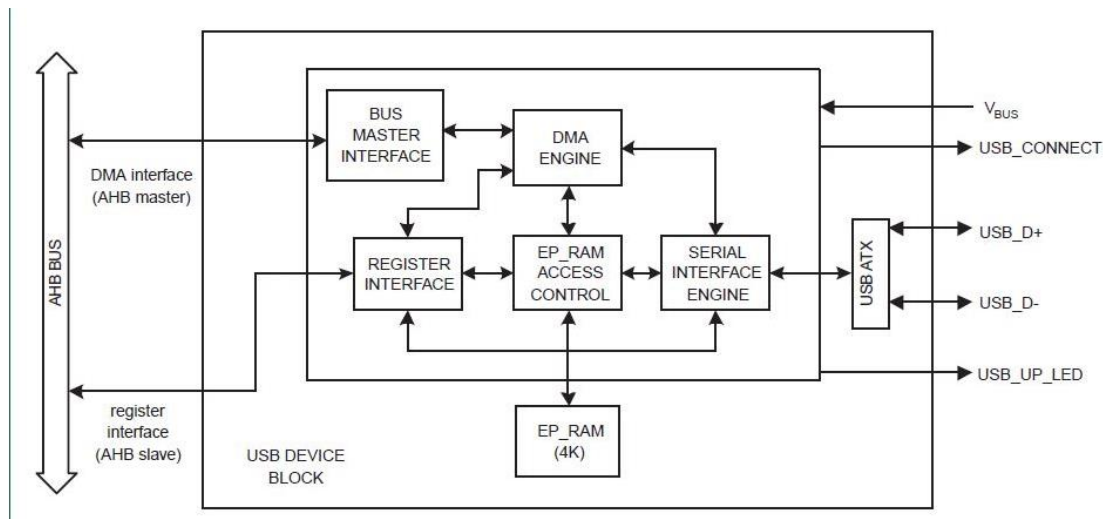 BUS
MASTER
INTERFACE
DMA
ENGINE
V_BUS
USB_CONNECT
DMA interface
(AHB master)
AHB BUS
REGISTER
INTERFACE
EP_RAM
ACCESS
CONTROL
SERIAL
INTERFACE
ENGINE
USB ATX
USB_D+
USB_D-
USB_UP_LED
register
interface
(AHB slave)
USB DEVICE
BLOCK
EP_RAM
(4K)